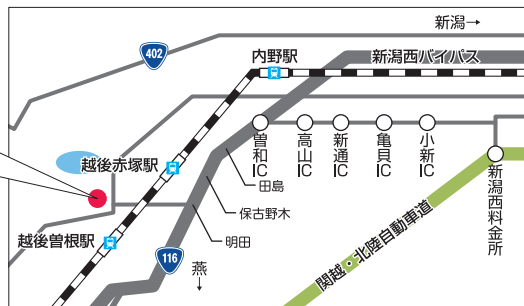 新潟→
402
内野駅
新潟西バイパス
曽和IC
高山IC
新通IC
亀貝IC
小新IC
越後赤塚駅
田島
新潟西料金所
保古野木
越後曽根駅
明田
116
燕
↓
関越・北陸自動車道